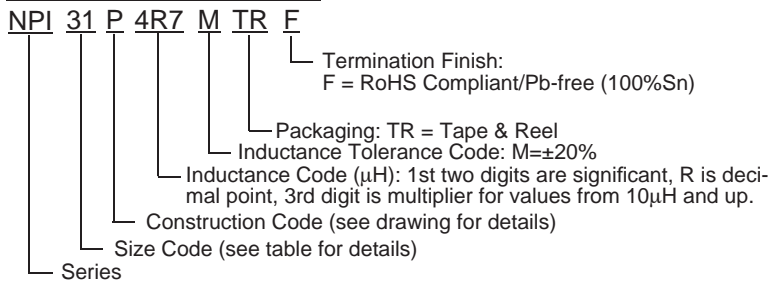 NPI 31 P 4R7 M TR F
Termination Finish:
F = RoHS Compliant/Pb-free (100%Sn)
Packaging: TR = Tape & Reel
Inductance Tolerance Code: M=±20%
Inductance Code (μH): 1st two digits are significant, R is deci-
mal point, 3rd digit is multiplier for values from 10μH and up.
Construction Code (see drawing for details)
Size Code (see table for details)
Series